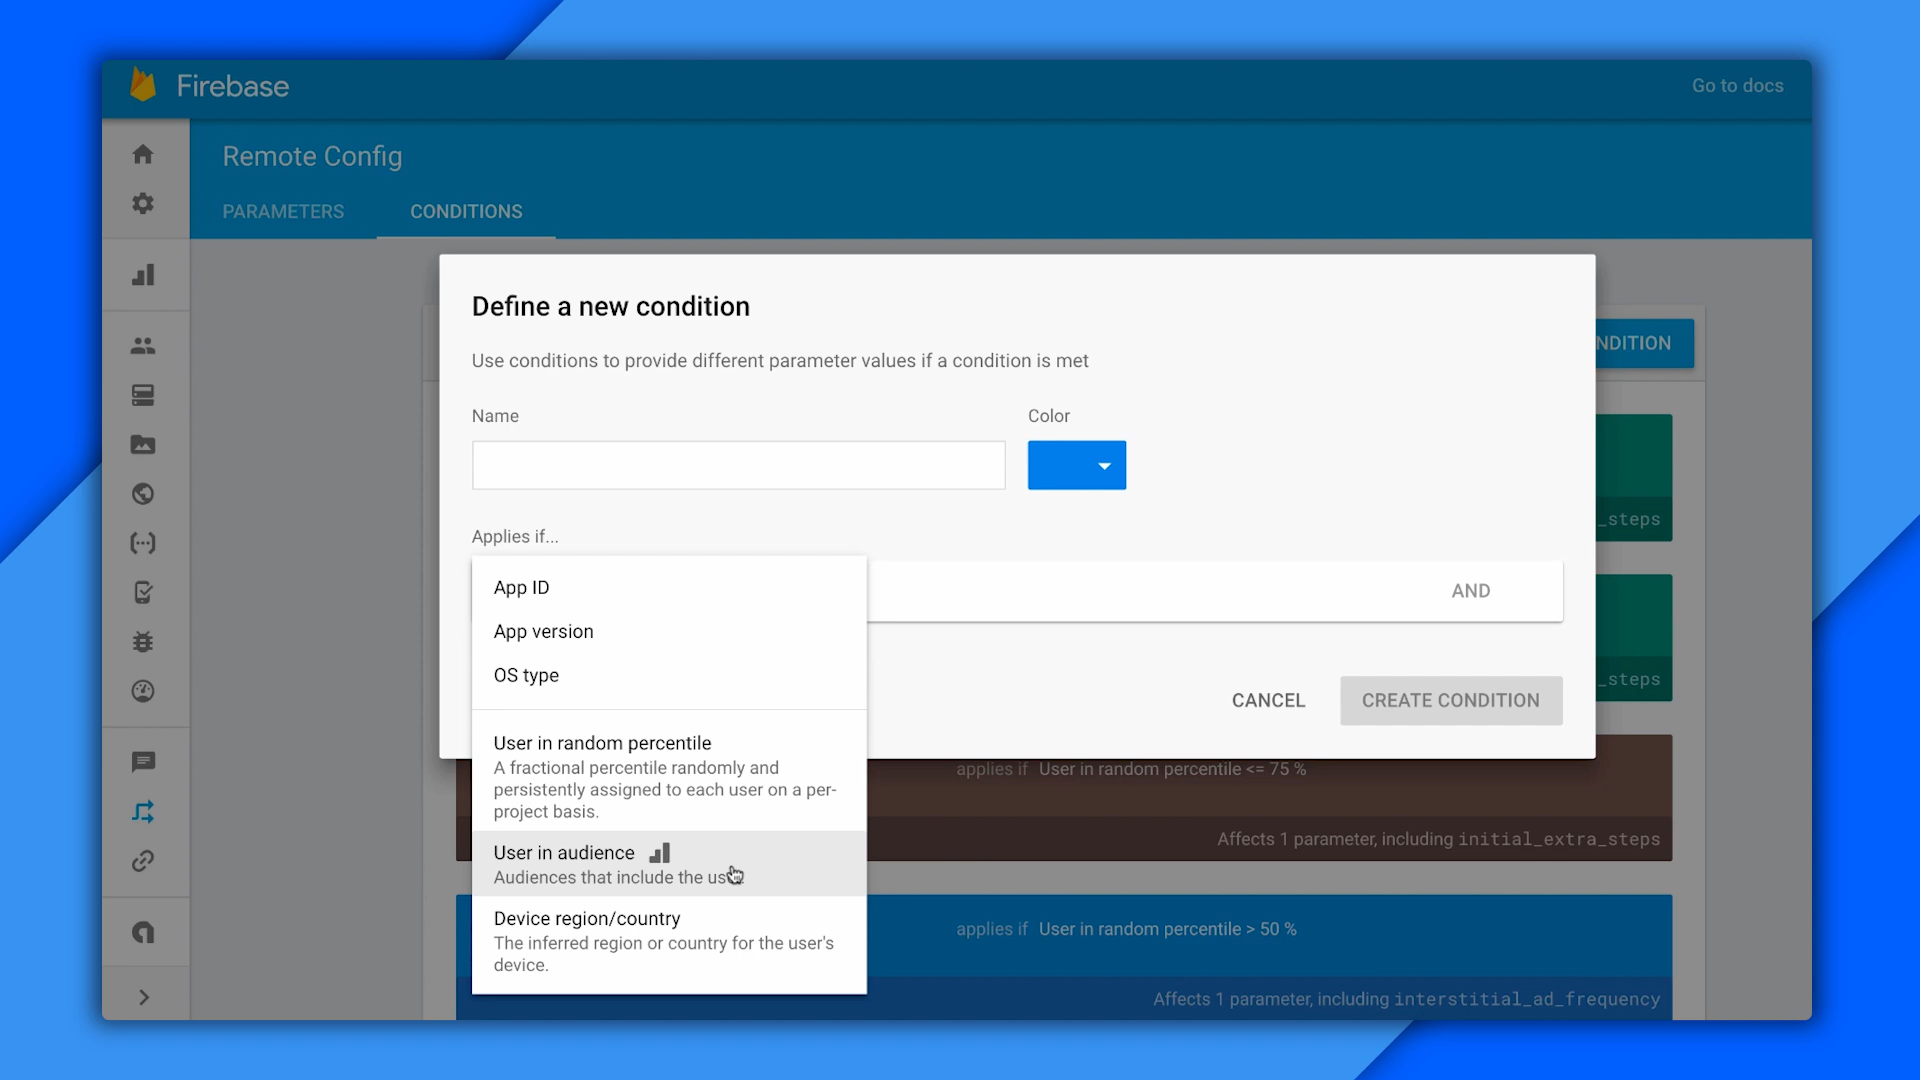 Firebase
Go to docs
Remote Config
PARAMETERS
CONDITIONS
Define a new condition
NDITION
Use conditions to provide different parameter values if a condition is met
Name
Color
_steps
Applies if...
App ID
AND
App version
OS type
_steps
CANCEL
CREATE CONDITION
User in random percentile
A fractional percentile randomly and
persistently assigned to each user on a per-
project basis.
applies if User in random percentile <= 75 %
Affects 1 parameter, including initial_extra_steps
User in audience
Audiences that include the
Device region/country
The inferred region or country for the user's
device.
applies if User in random percentile > 50 %
Affects 1 parameter, including interstitial_ad_frequency